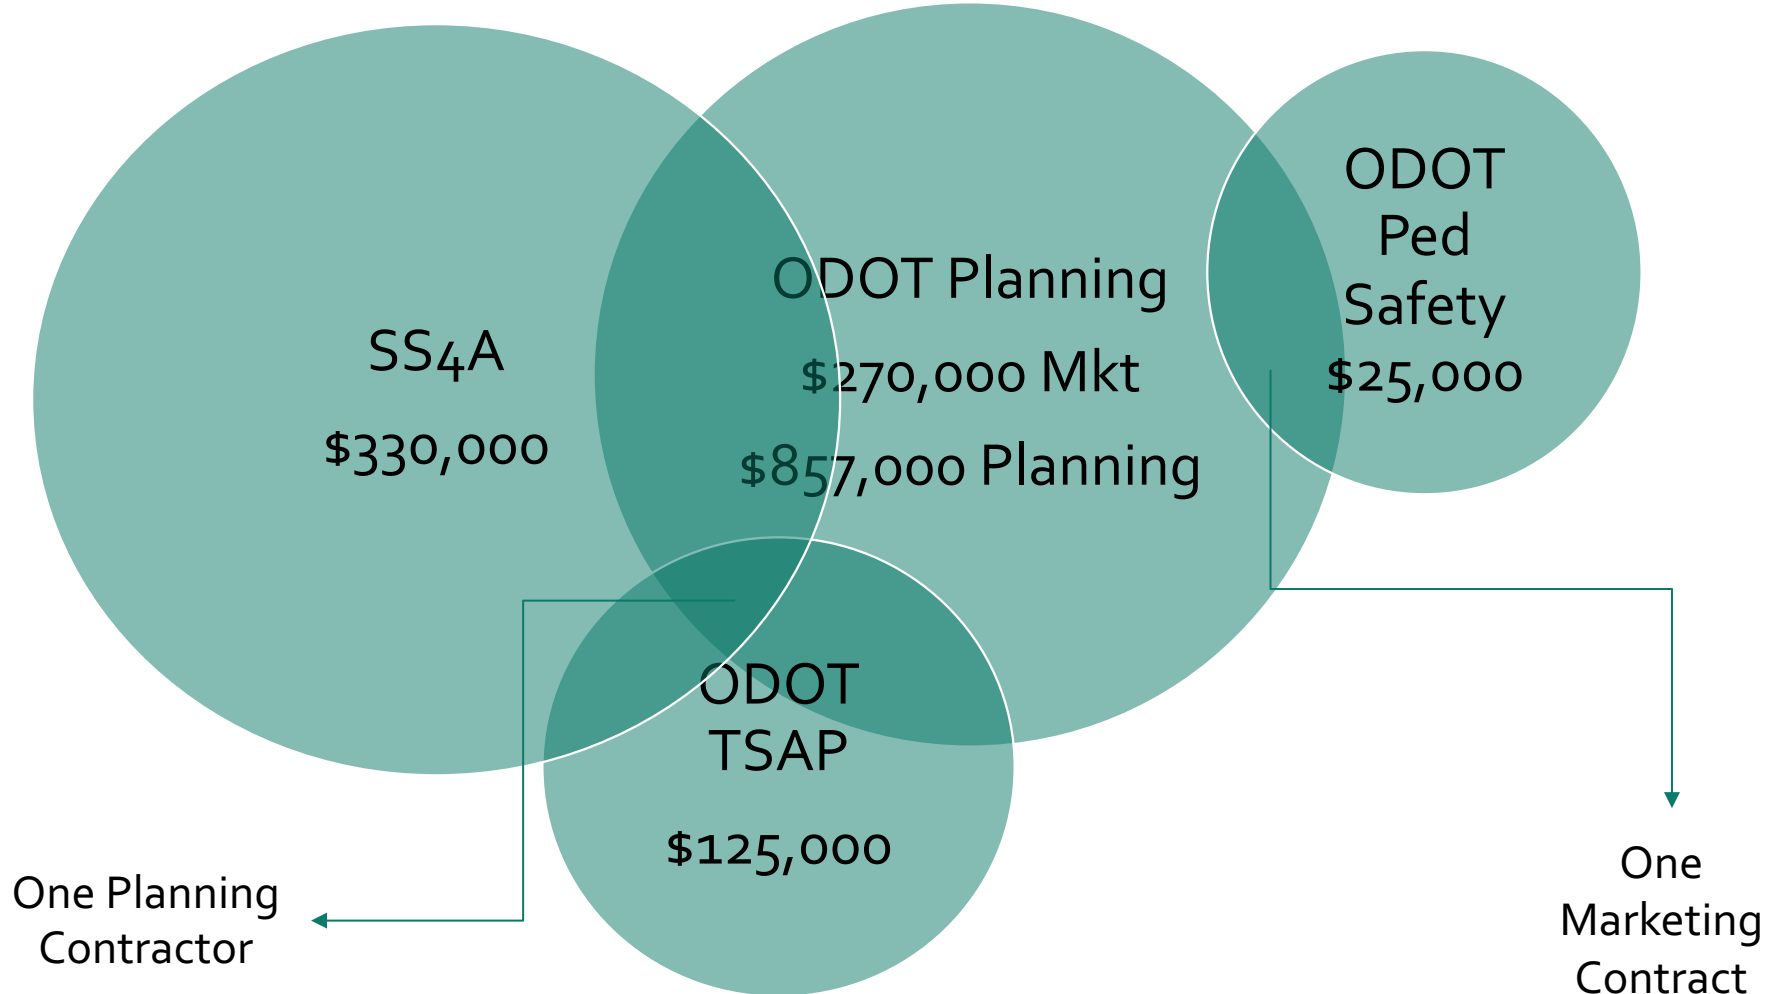 SS4A
$330,000
ODOT Planning
$270,000 Mkt
$857,000 Planning
ODOT
Ped
Safety
$25,000
ODOT
TSAP
$125,000
One Planning
Contractor
One
Marketing
Contract